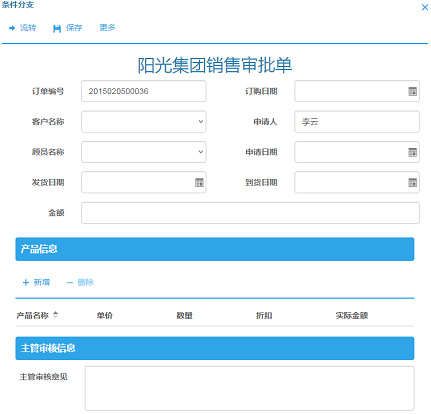 条件分支
流转 保存 更多
阳光集团销售审批单
订单编号 2015020500036 订购日期
客户名称 申请人 李云
顾员名称 申请日期
发货日期 到货日期
金额
产品信息
新增 删除
产品名称 单价 数量 折扣 实际金额
主管审核信息
主管审核意见